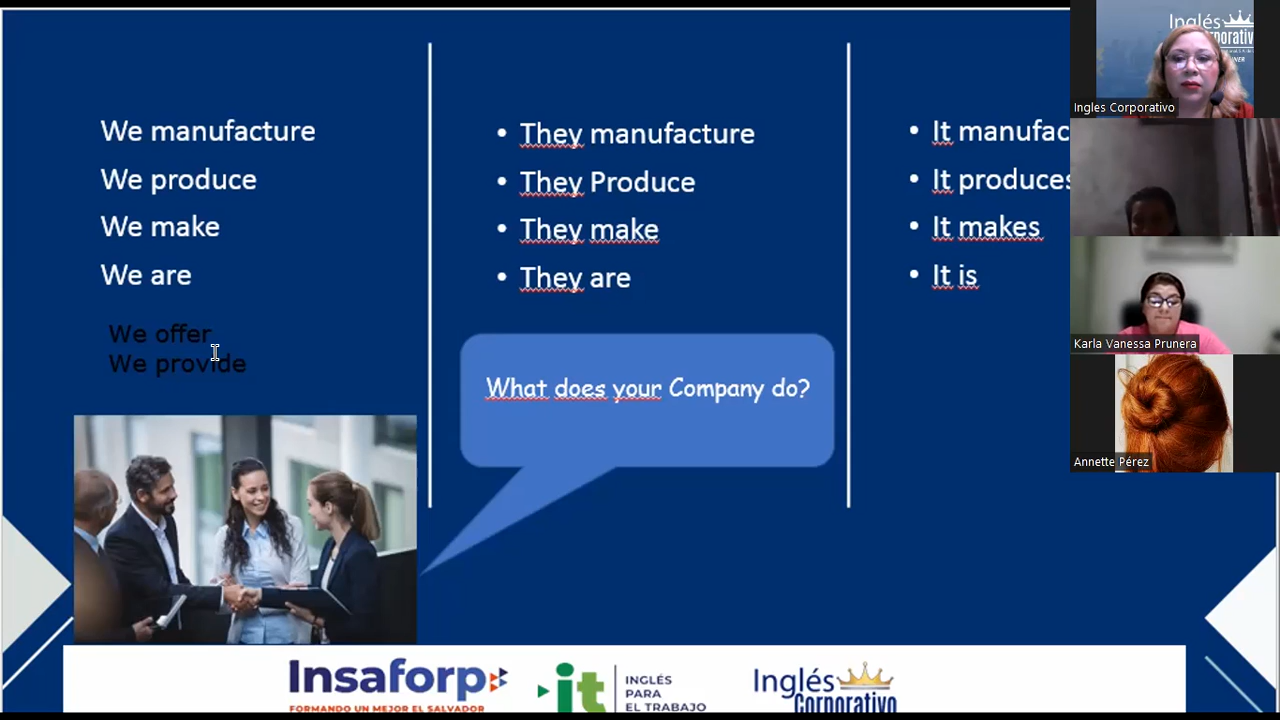 We manufacture
We produce
We make
We are
We offer
We provide
• They manufacture
• They Produce
• They make
• They are
What does your Company do?
• It manufac
• It produces
• It makes
• It is
Insaforp
FORMANDO UN MEJOR EL SALVADOR
it
INGLÉS
PARA
EL TRABAJO
Inglés
Corporativo
Inglés
Ingles Corporativo
Karla Vanessa Prunera
Annette Pérez